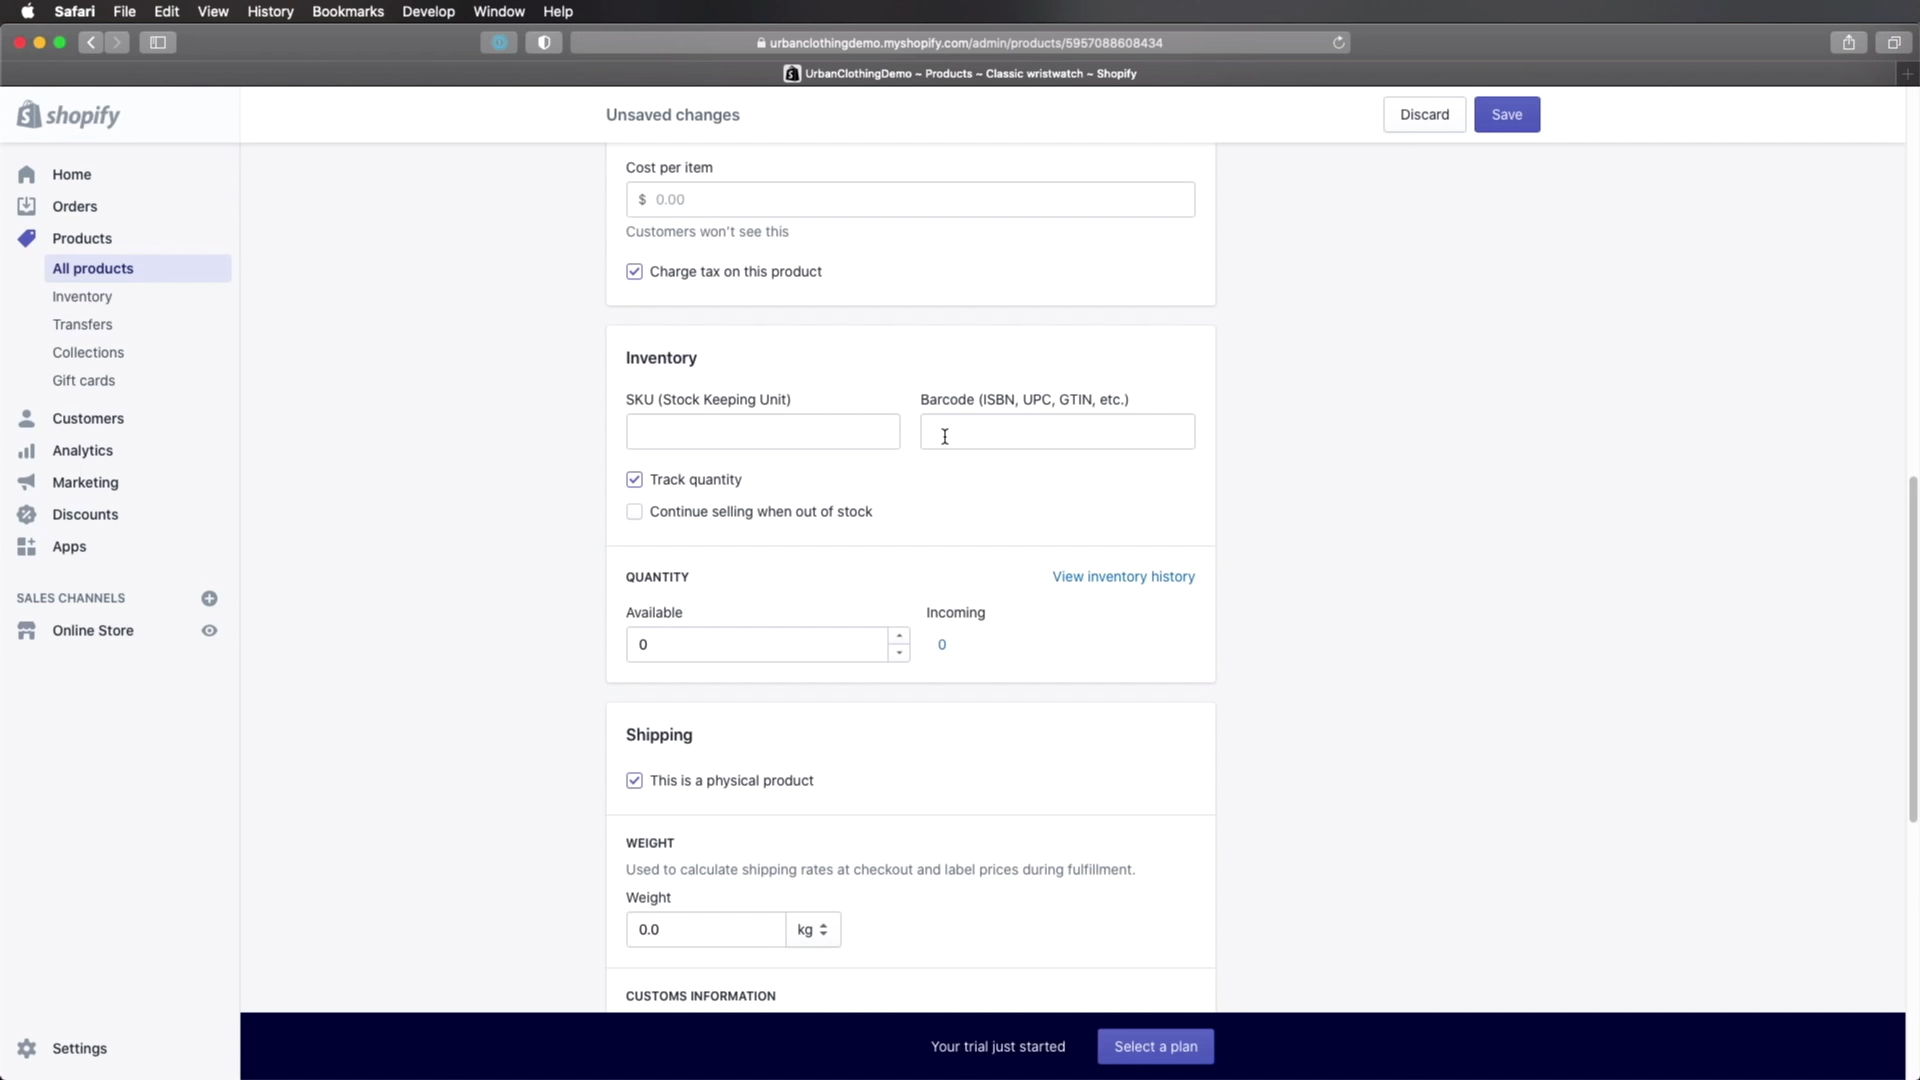 Safari File Edit View History Bookmarks Develop Window Help
urbanclothingdemo.myshopify.com/admin/products/5957088608434
UrbanClothingDemo ~ Products ~ Classic wristwatch ~ Shopify
shopify
Unsaved changes
Discard
Save
Home
Orders
Products
All products
Inventory
Transfers
Collections
Gift cards
Customers
Analytics
Marketing
Discounts
Apps
SALES CHANNELS
Online Store
Settings
Cost per item
$ 0.00
Customers won't see this
Charge tax on this product
Inventory
SKU (Stock Keeping Unit)
Barcode (ISBN, UPC, GTIN, etc.)
Track quantity
Continue selling when out of stock
QUANTITY
View inventory history
Available
Incoming
0
0
Shipping
This is a physical product
WEIGHT
Used to calculate shipping rates at checkout and label prices during fulfillment.
Weight
0.0
kg
CUSTOMS INFORMATION
Your trial just started
Select a plan